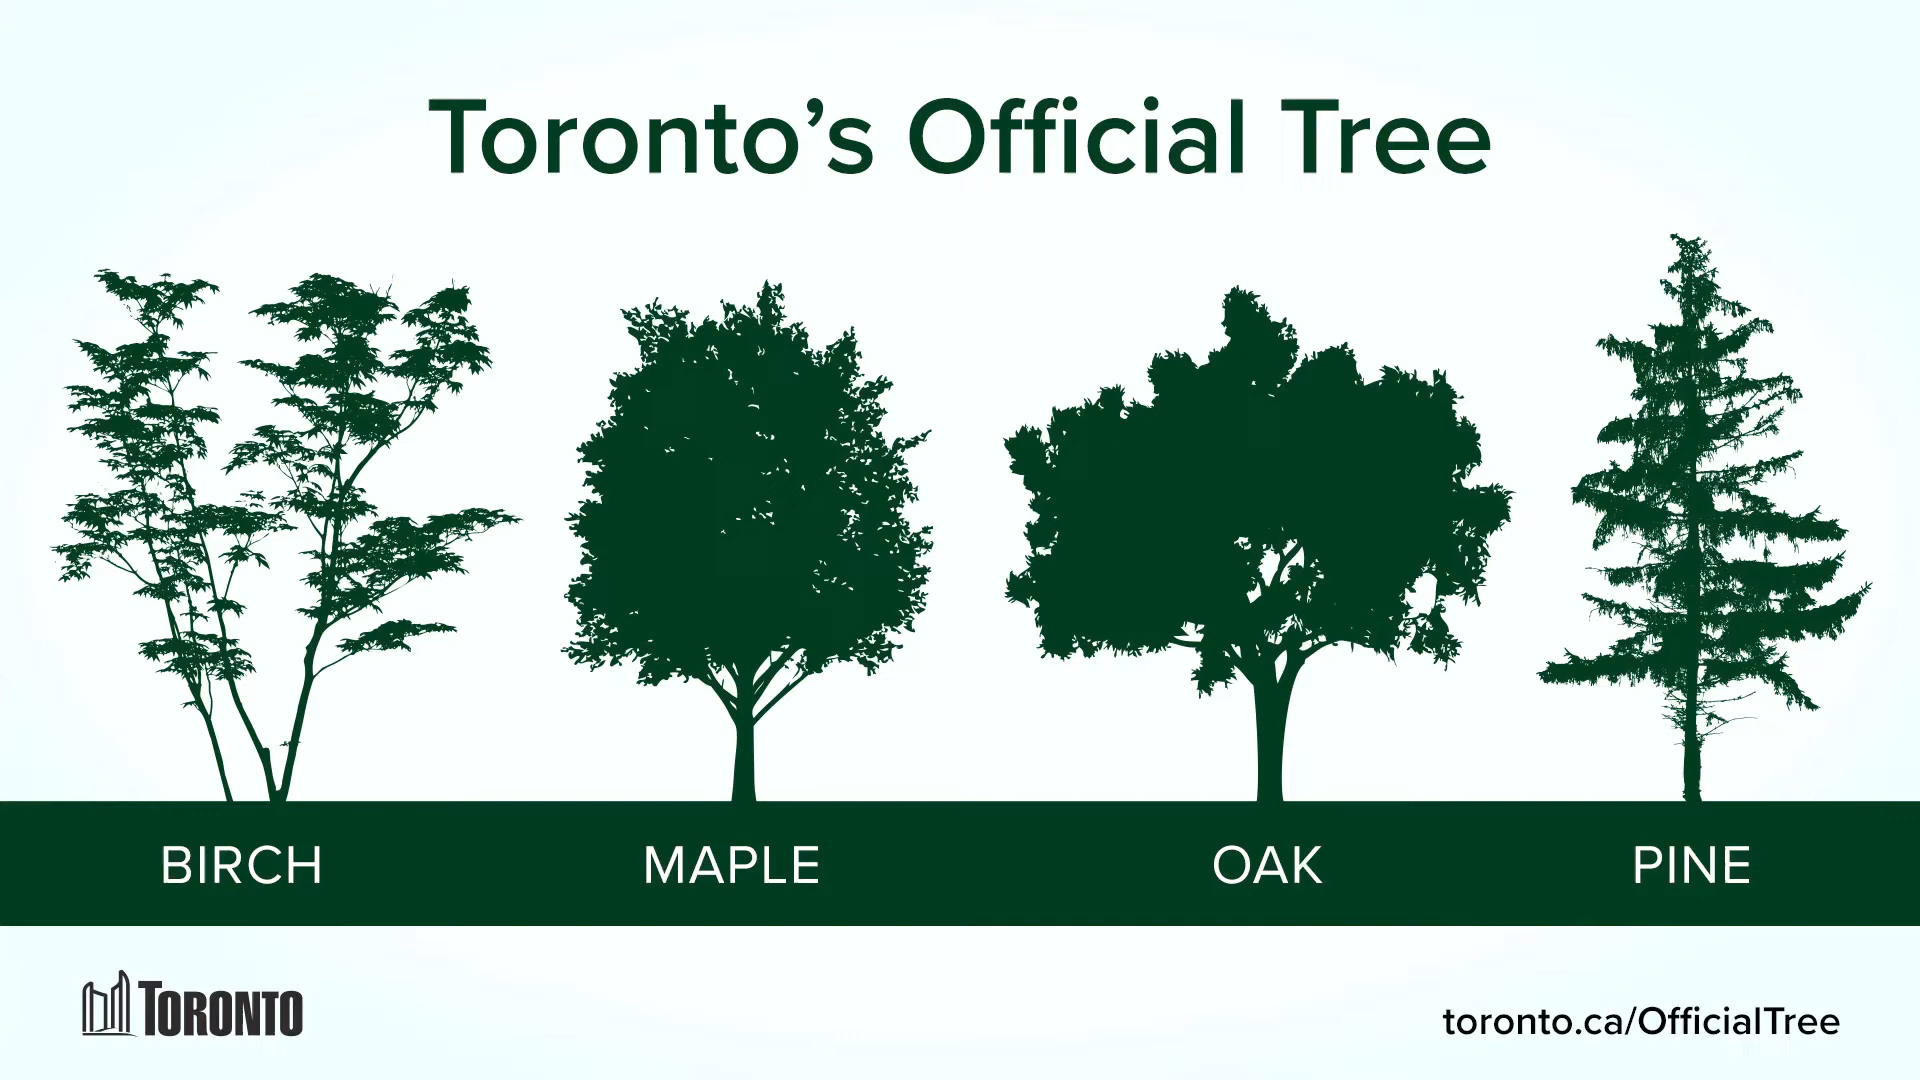 Toronto’s Official Tree
BIRCH
MAPLE
OAK
PINE
TORONTO
toronto.ca/OfficialTree